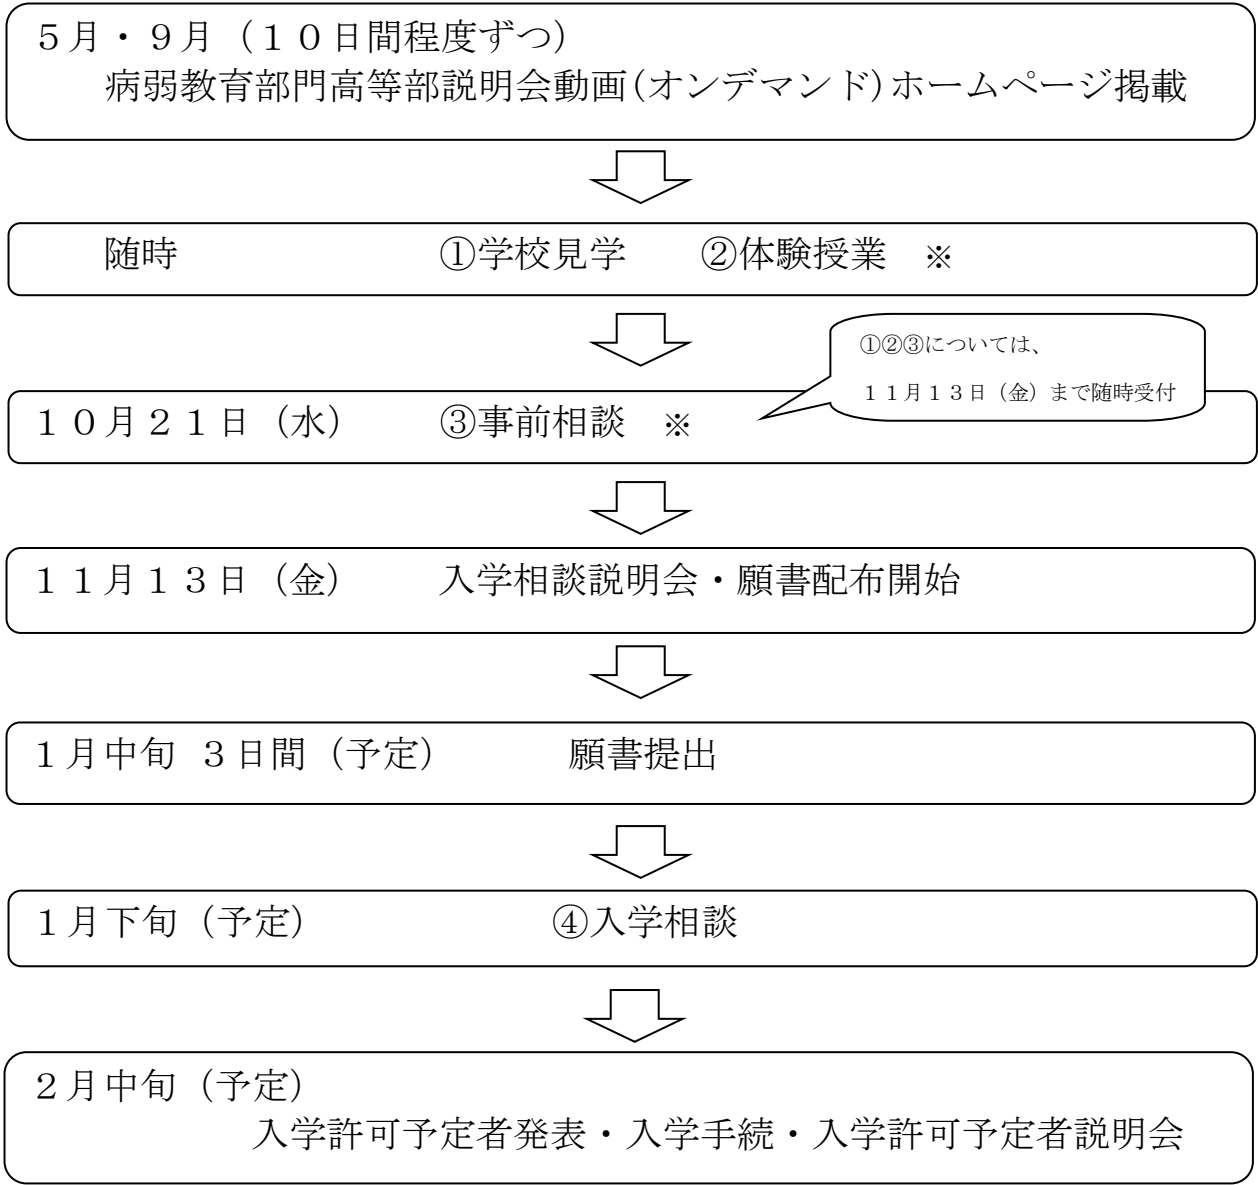 ５月・９月（１０日間程度ずつ）
病弱教育部門高等部説明会動画(オンデマンド)ホームページ掲載
随時　①学校見学　②体験授業　※
①②③については、
１１月１３日（金）まで随時受付
１０月２１日（水）　③事前相談　※
１１月１３日（金）　入学相談説明会・願書配布開始
１月中旬 ３日間（予定）　願書提出
１月下旬（予定）　④入学相談
２月中旬（予定）
入学許可予定者発表・入学手続・入学許可予定者説明会